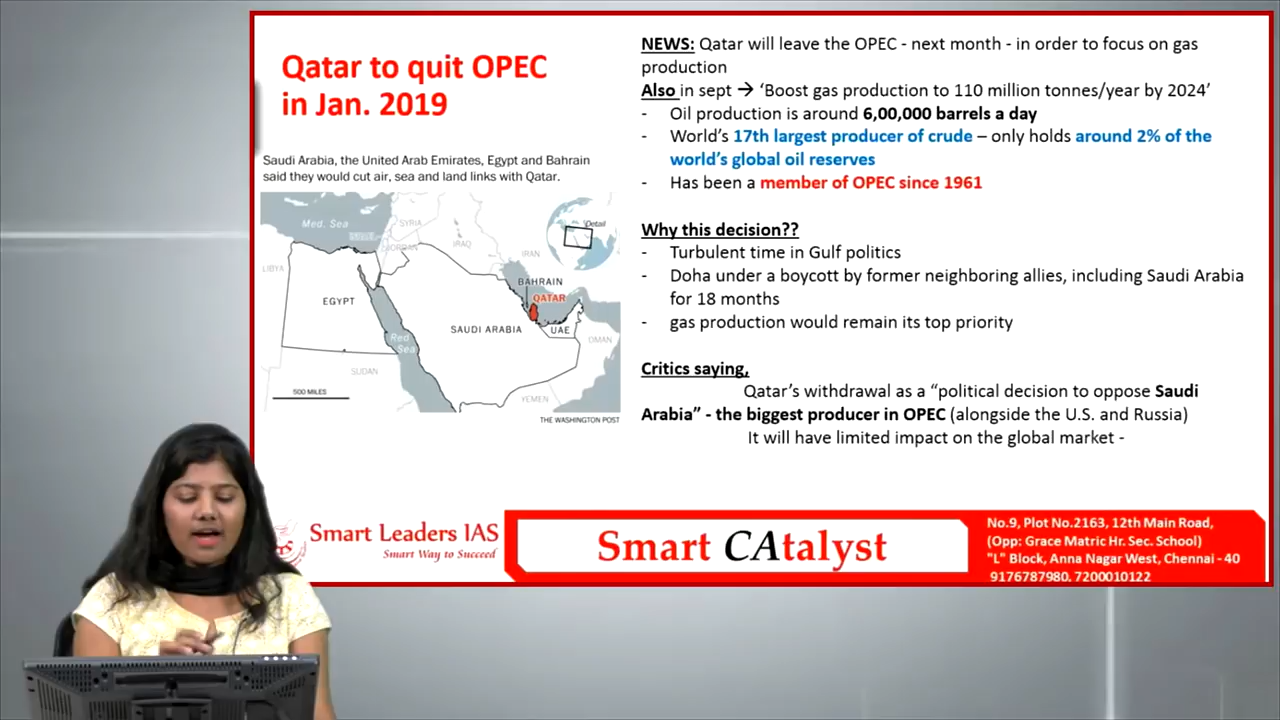 Qatar to quit OPEC
in Jan. 2019
Saudi Arabia, the United Arab Emirates, Egypt and Bahrain
said they would cut air, sea and land links with Qatar.
Med. Sea
SYRIA
Detail
ISRAEL
JORDAN
IRAQ
IRAN
LIBYA
BAHRAIN
EGYPT
QATAR
SAUDI ARABIA
UAE
Red
Sea
OMAN
SUDAN
500 MILES
YEMEN
THE WASHINGTON POST
NEWS: Qatar will leave the OPEC - next month - in order to focus on gas
production
Also in sept → ‘Boost gas production to 110 million tonnes/year by 2024’
- Oil production is around 6,00,000 barrels a day
- World’s 17th largest producer of crude – only holds around 2% of the
world’s global oil reserves
- Has been a member of OPEC since 1961
Why this decision??
- Turbulent time in Gulf politics
- Doha under a boycott by former neighboring allies, including Saudi Arabia
for 18 months
- gas production would remain its top priority
Critics saying,
Qatar’s withdrawal as a “political decision to oppose Saudi
Arabia” - the biggest producer in OPEC (alongside the U.S. and Russia)
It will have limited impact on the global market -
Smart Leaders IAS
Smart Way to Succeed
Smart CAtalyst
No.9, Plot No.2163, 12th Main Road,
(Opp: Grace Matric Hr. Sec. School)
"L" Block, Anna Nagar West, Chennai - 40
9176787980, 7200010122